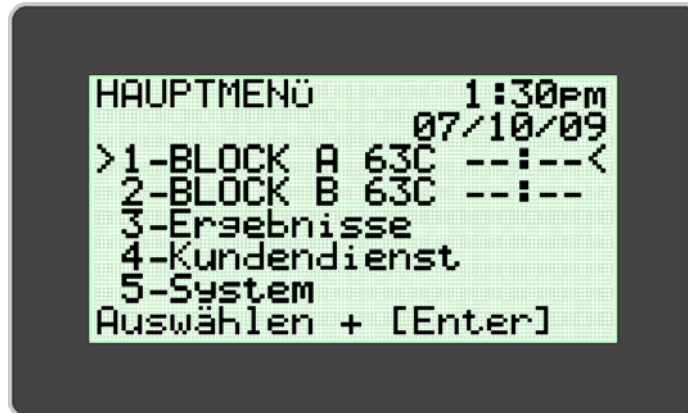 HAUPTMENü 1:30pm
07/10/09
>1-BLOCK A 63C --:--<
2-BLOCK B 63C --:--
3-Ergebnisse
4-Kundendienst
5-System
Auswählen + [Enter]